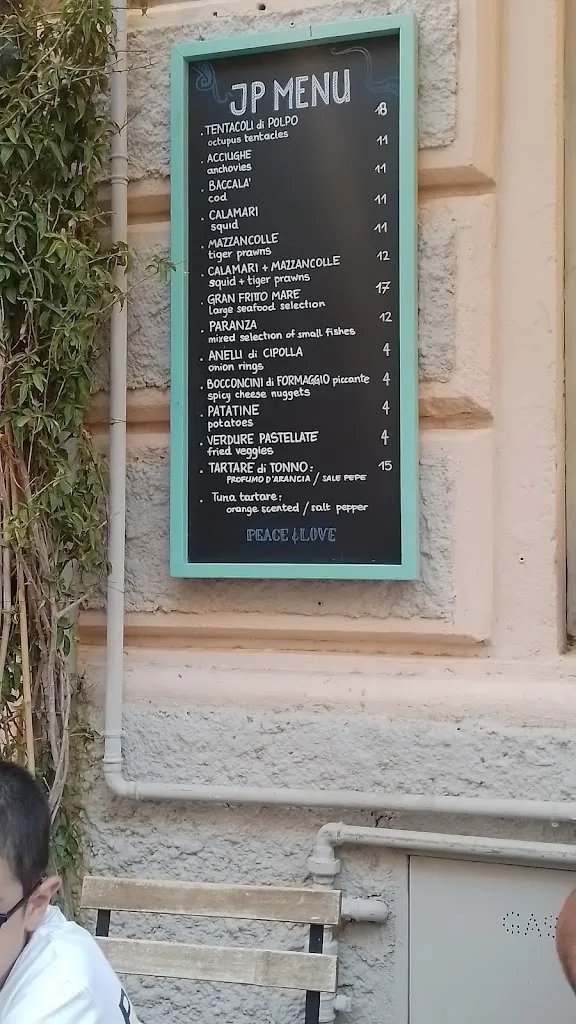 JP MENU
. TENTACOLI di POLPO 18
octupus tentacles
. ACCIUGHE 11
anchovies
. BACCALA' 11
cod
. CALAMARI 11
squid
. MAZZANCOLLE 11
tiger prawns
. CALAMARI + MAZZANCOLLE 12
squid + tiger prawns
. GRAN FRITTO MARE 17
large seafood selection
. PARANZA 12
mixed selection of small fishes
. ANELLI di CIPOLLA 4
onion rings
. BOCCONCINI di FORMAGGIO piccante 4
spicy cheese nuggets
. PATATINE 4
potatoes
. VERDURE PASTELLATE 4
fried veggies
. TARTARE di TONNO: 15
PROFUMO D'ARANCIA / SALE PEPE
. Tuna tartare:
orange scented / salt pepper
PEACE & LOVE
GAS